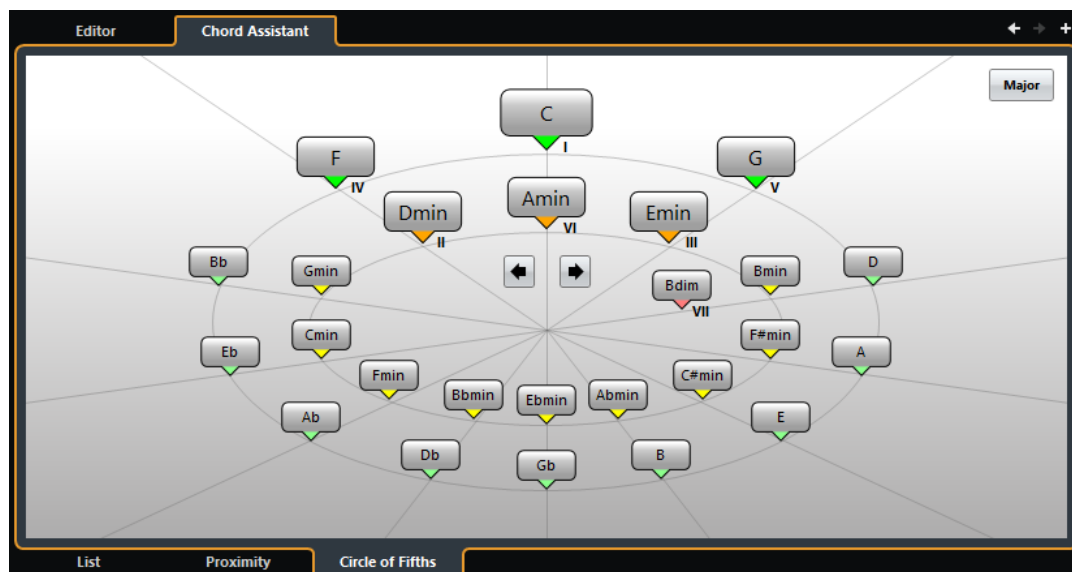 Editor
Chord Assistant
Major
C
I
F
IV
G
V
Dmin
II
Amin
VI
Emin
III
Bb
Gmin
Bdim
VII
Bmin
D
Eb
Cmin
F#min
A
Fmin
C#min
Bbmin
Ebmin
Abmin
Ab
E
Db
Gb
B
List
Proximity
Circle of Fifths